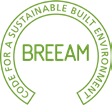 CODE FOR A SUSTAINABLE BUILT ENVIRONMENT
BREEAM